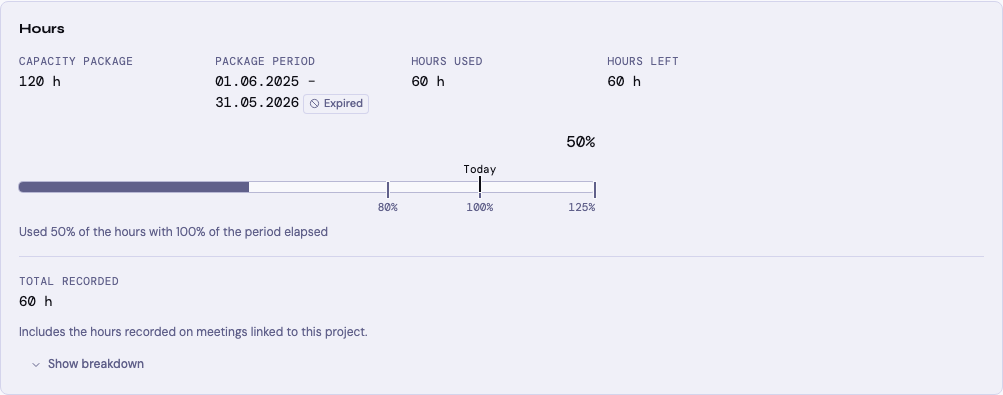 Hours
CAPACITY PACKAGE
120 h
PACKAGE PERIOD
01.06.2025 –
31.05.2026 Expired
HOURS USED
60 h
HOURS LEFT
60 h
50%
Today
80%
100%
125%
Used 50% of the hours with 100% of the period elapsed
TOTAL RECORDED
60 h
Includes the hours recorded on meetings linked to this project.
Show breakdown